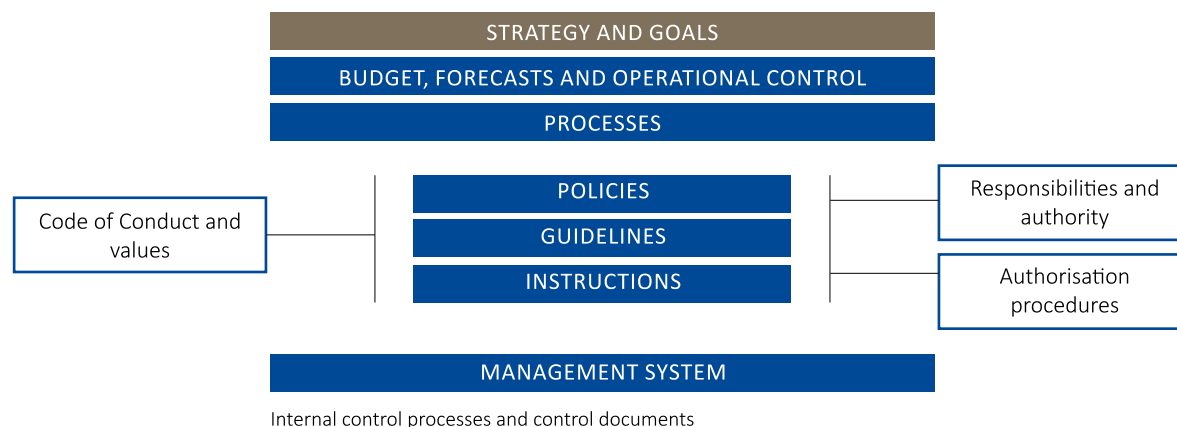 STRATEGY AND GOALS
BUDGET, FORECASTS AND OPERATIONAL CONTROL
PROCESSES
Code of Conduct and
values
POLICIES
GUIDELINES
INSTRUCTIONS
Responsibilities and
authority
Authorisation
procedures
MANAGEMENT SYSTEM
Internal control processes and control documents